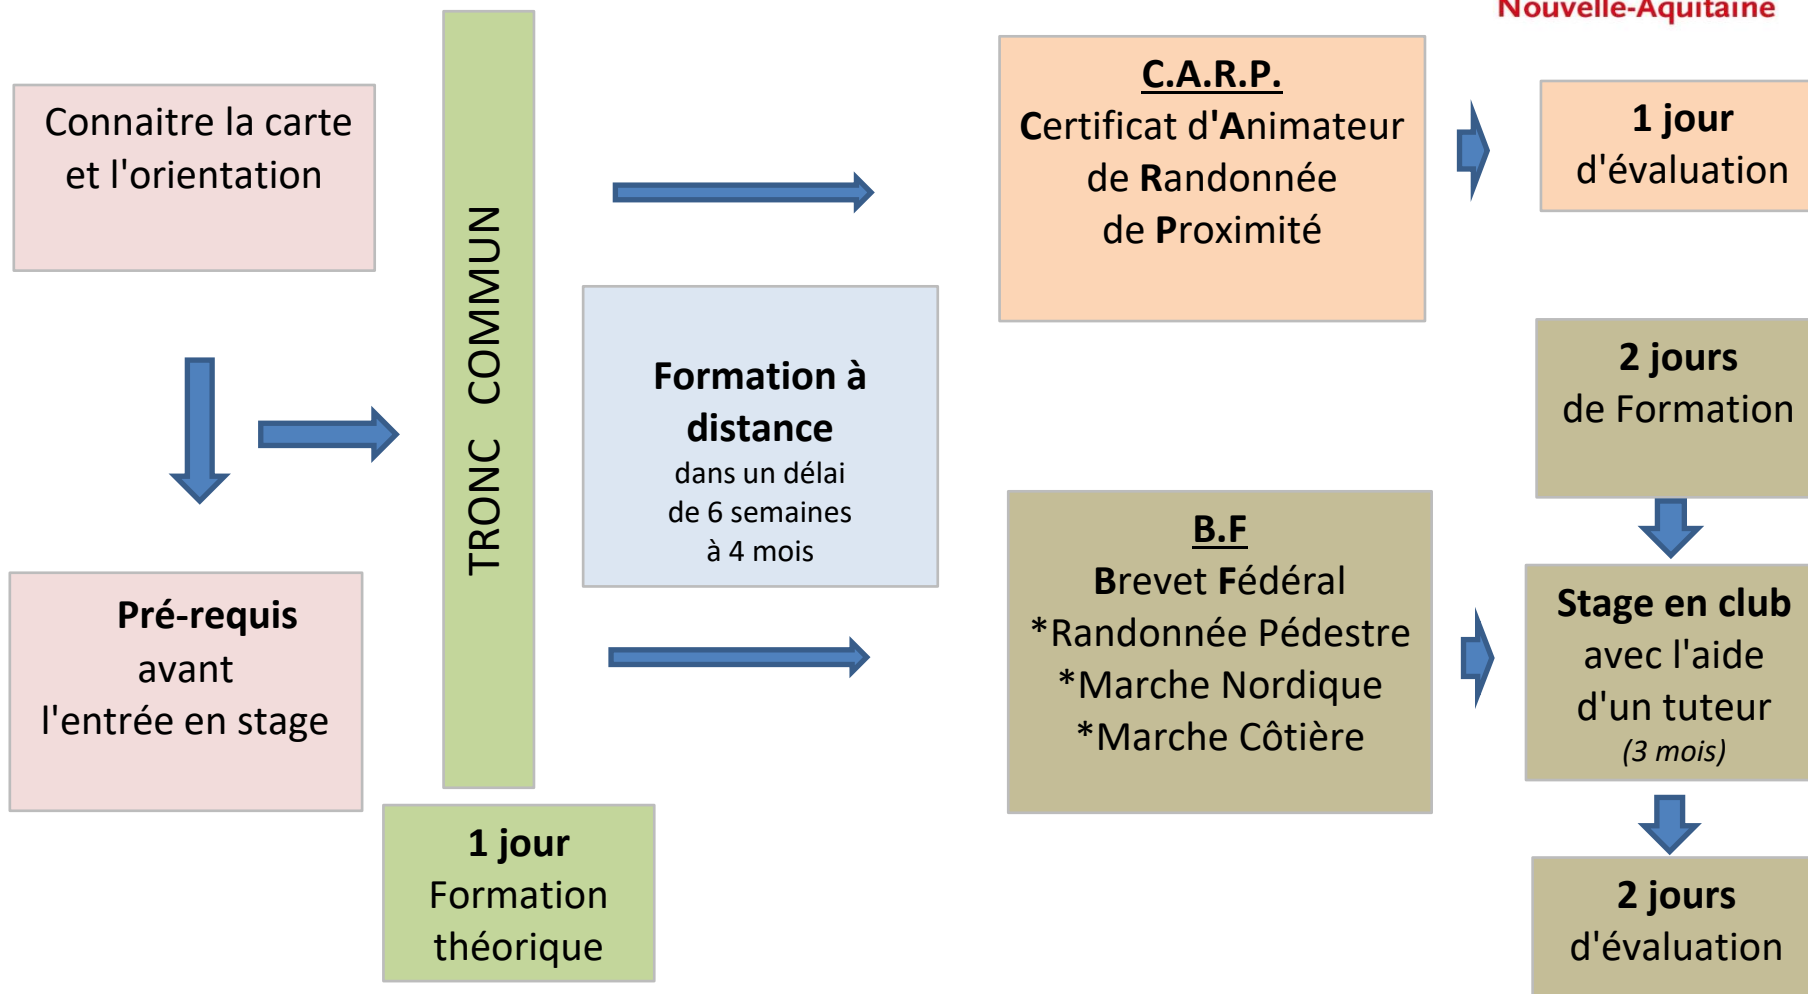 Nouvelle-Aquitaine
Connaitre la carte
et l'orientation
Pré-requis
avant
l'entrée en stage
TRONC COMMUN
1 jour
Formation
théorique
Formation à
distance
dans un délai
de 6 semaines
à 4 mois
C.A.R.P.
Certificat d'Animateur
de Randonnée
de Proximité
1 jour
d'évaluation
B.F
Brevet Fédéral
*Randonnée Pédestre
*Marche Nordique
*Marche Côtière
2 jours
de Formation
Stage en club
avec l'aide
d'un tuteur
(3 mois)
2 jours
d'évaluation